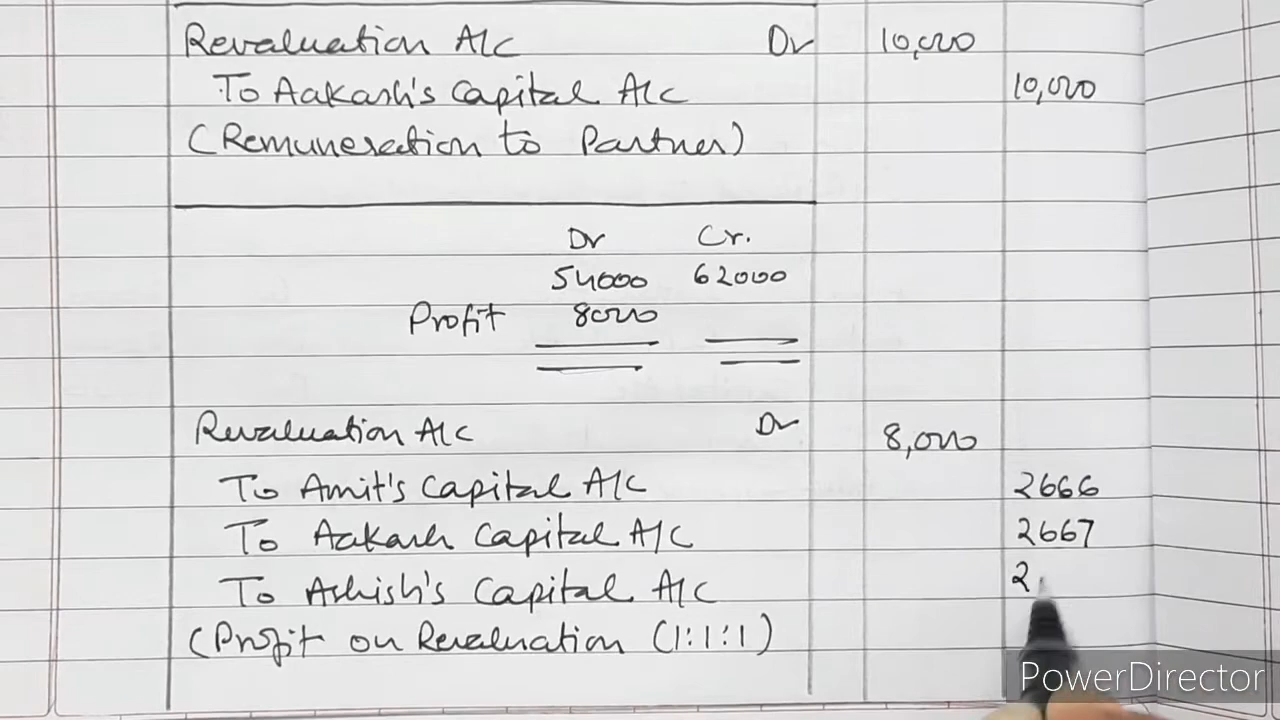 Revaluation A/C Dr 10,000
To Aakash's Capital A/C 10,000
(Remuneration to Partner)
Dr Cr.
54000 62000
Profit 8000
Revaluation A/C Dr 8,000
To Amit's Capital A/C 2666
To Aakash Capital A/C 2667
To Ashish's Capital A/C 2
(Profit on Revaluation (1:1:1)
PowerDirector